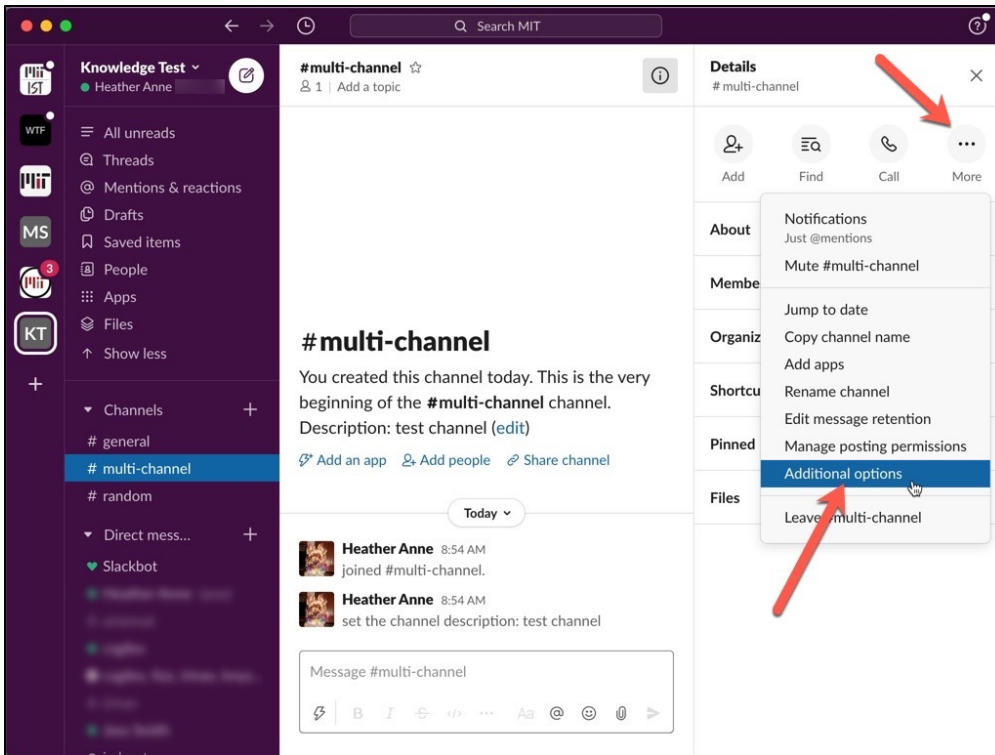 Search MIT
IST
WTF
MS
3
KT
Knowledge Test
Heather Anne
All unreads
Threads
Mentions & reactions
Drafts
Saved items
People
Apps
Files
Show less
Channels
# general
# multi-channel
# random
Direct mess...
Slackbot
#multi-channel
1 | Add a topic
#multi-channel
You created this channel today. This is the very
beginning of the #multi-channel channel.
Description: test channel (edit)
Add an app Add people Share channel
Today
Heather Anne 8:54 AM
joined #multi-channel.
Heather Anne 8:54 AM
set the channel description: test channel
Message #multi-channel
B I S </> ... Aa @
Details
# multi-channel
Add Find Call More
About
Membe
Organiz
Shortcu
Pinned
Files
Notifications
Just @mentions
Mute #multi-channel
Jump to date
Copy channel name
Add apps
Rename channel
Edit message retention
Manage posting permissions
Additional options
Leave #multi-channel